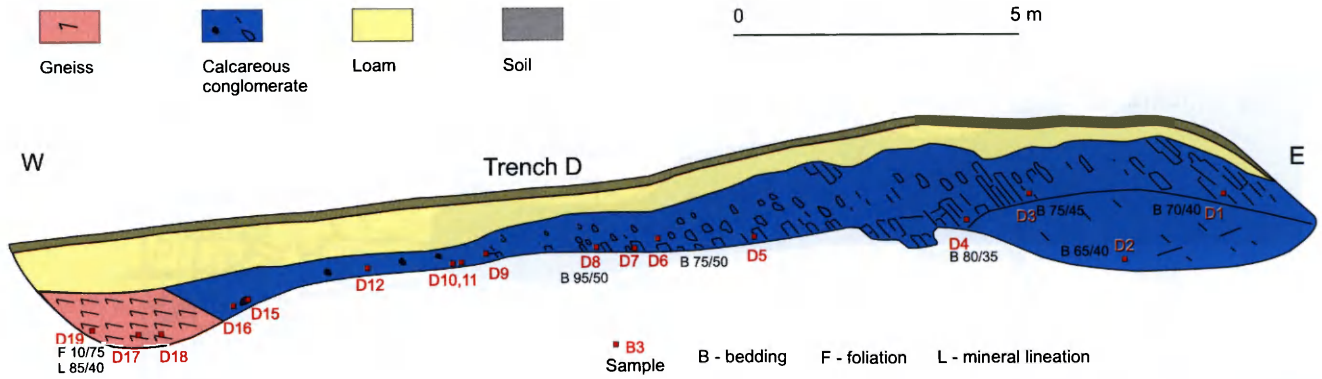 0 5 m
Gneiss
Calcareous
conglomerate
Loam
Soil
W
Trench D
E
D3
B 75/45
B 70/40
D1
D4
B 80/35
B 65/40
D2
D12
D10,11
D9
D8
B 95/50
D7
D6
B 75/50
D5
D16
D15
D19
F 10/75
L 85/40
D17
D18
B3
Sample
B - bedding F - foliation L - mineral lineation